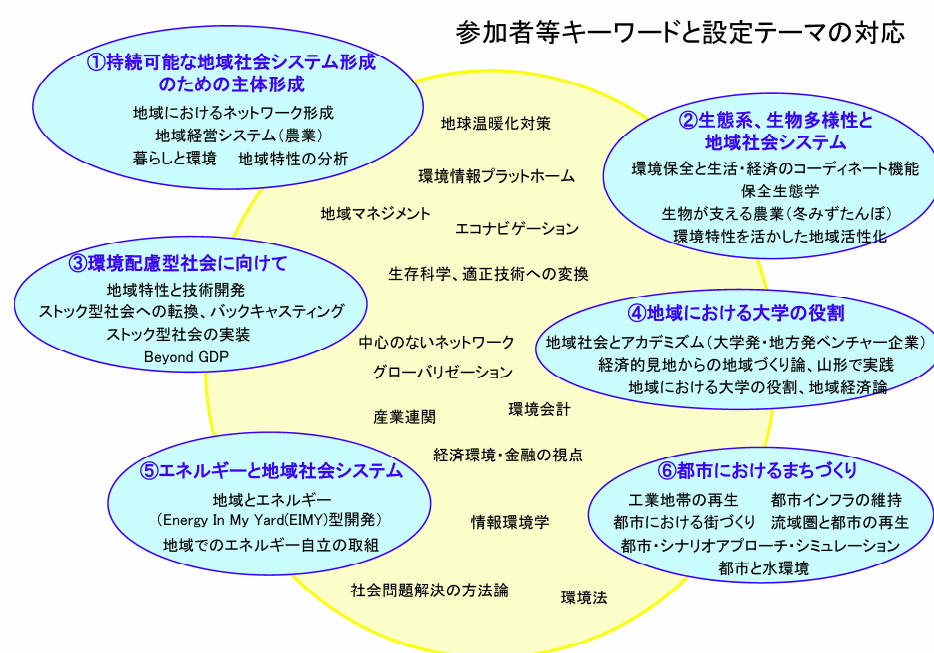 参加者等キーワードと設定テーマの対応
①持続可能な地域社会システム形成
のための主体形成
地域におけるネットワーク形成
地域経営システム(農業)
暮らしと環境 地域特性の分析
地球温暖化対策
環境情報プラットホーム
地域マネジメント
エコナビゲーション
生存科学、適正技術への変換
②生態系、生物多様性と
地域社会システム
環境保全と生活・経済のコーディネート機能
保全生態学
生物が支える農業(冬みずたんぼ)
環境特性を活かした地域活性化
③環境配慮型社会に向けて
地域特性と技術開発
ストック型社会への転換、バックキャスティング
ストック型社会の実装
Beyond GDP
中心のないネットワーク
グローバリゼーション
産業連関
環境会計
経済環境・金融の視点
④地域における大学の役割
地域社会とアカデミズム(大学発・地方発ベンチャー企業)
経済的見地からの地域づくり論、山形で実践
地域における大学の役割、地域経済論
⑤エネルギーと地域社会システム
地域とエネルギー
(Energy In My Yard(EIMY)型開発)
地域でのエネルギー自立の取組
情報環境学
社会問題解決の方法論
環境法
⑥都市におけるまちづくり
工業地帯の再生 都市インフラの維持
都市における街づくり 流域圏と都市の再生
都市・シナリオアプローチ・シミュレーション
都市と水環境